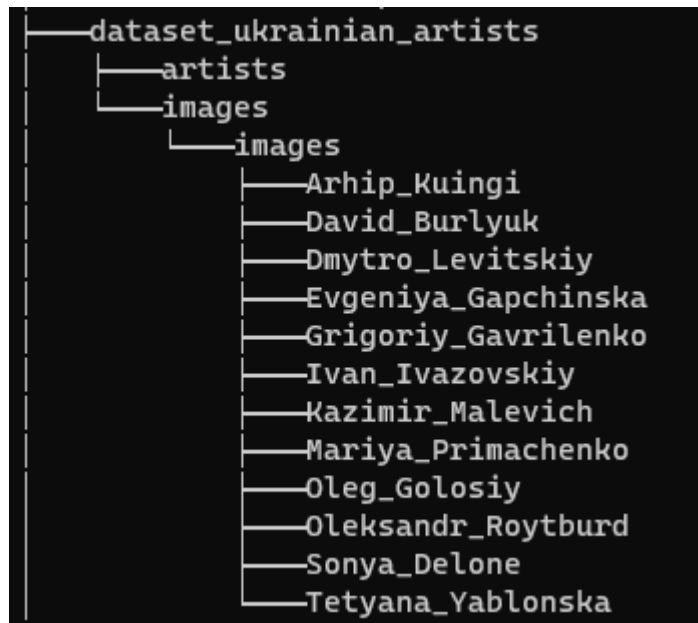 dataset_ukrainian_artists
artists
images
images
Arhip_Kuingi
David_Burlyuk
Dmytro_Levitskiy
Evgeniya_Gapchinska
Grigoriy_Gavrilenko
Ivan_Ivazovskiy
Kazimir_Malevich
Mariya_Primachenko
Oleg_Golosiy
Oleksandr_Roytburd
Sonya_Delone
Tetyana_Yablonska